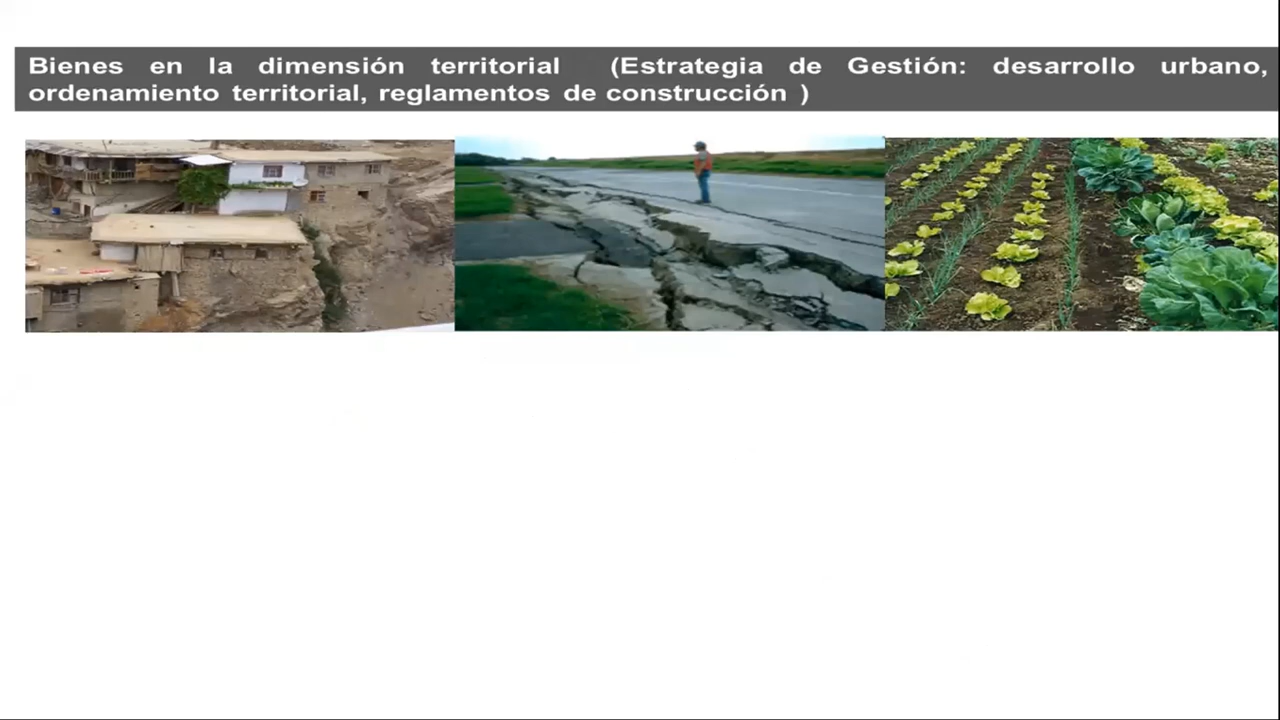 Bienes en la dimensión territorial (Estrategia de Gestión: desarrollo urbano,
ordenamiento territorial, reglamentos de construcción )